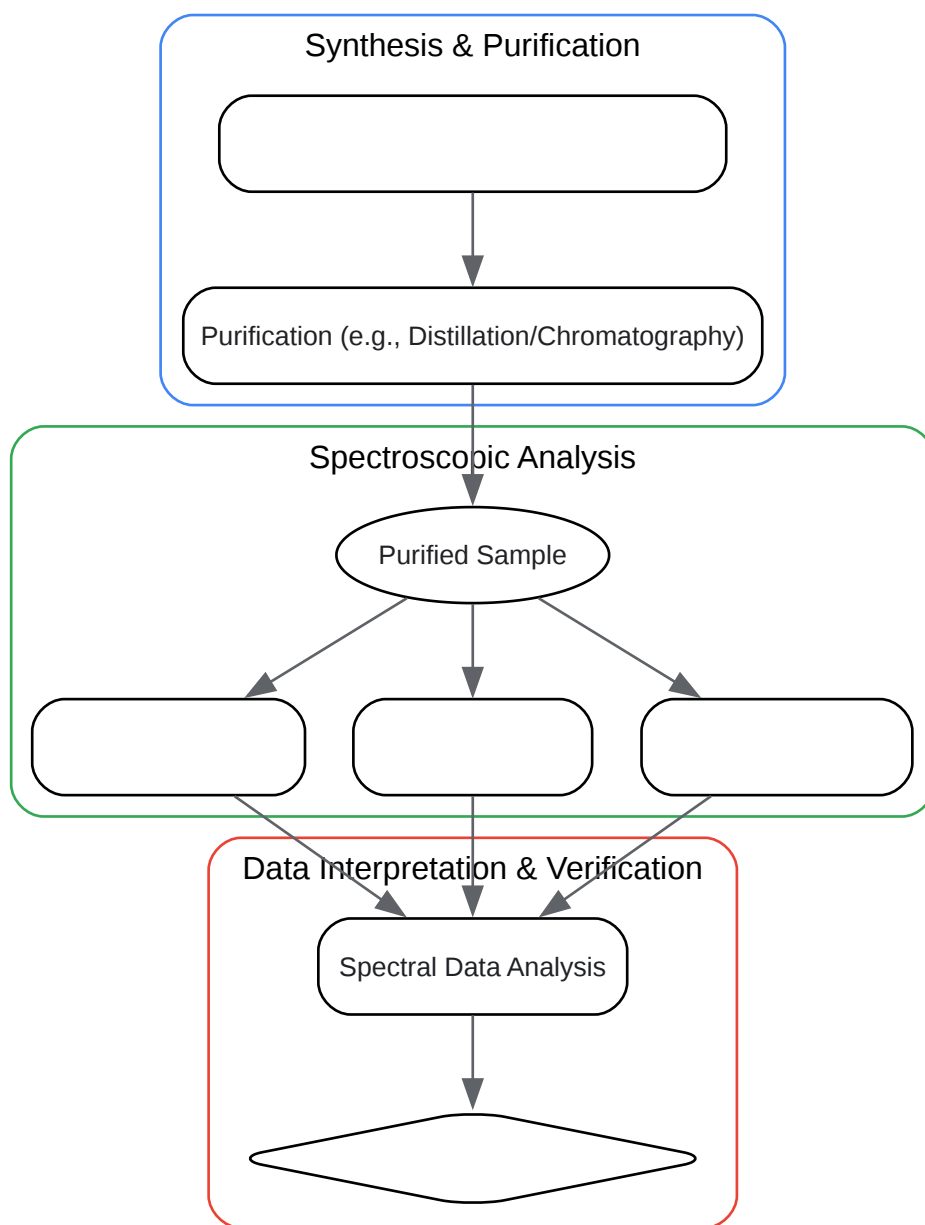 Synthesis & Purification
Purification (e.g., Distillation/Chromatography)
Spectroscopic Analysis
Purified Sample
Data Interpretation & Verification
Spectral Data Analysis